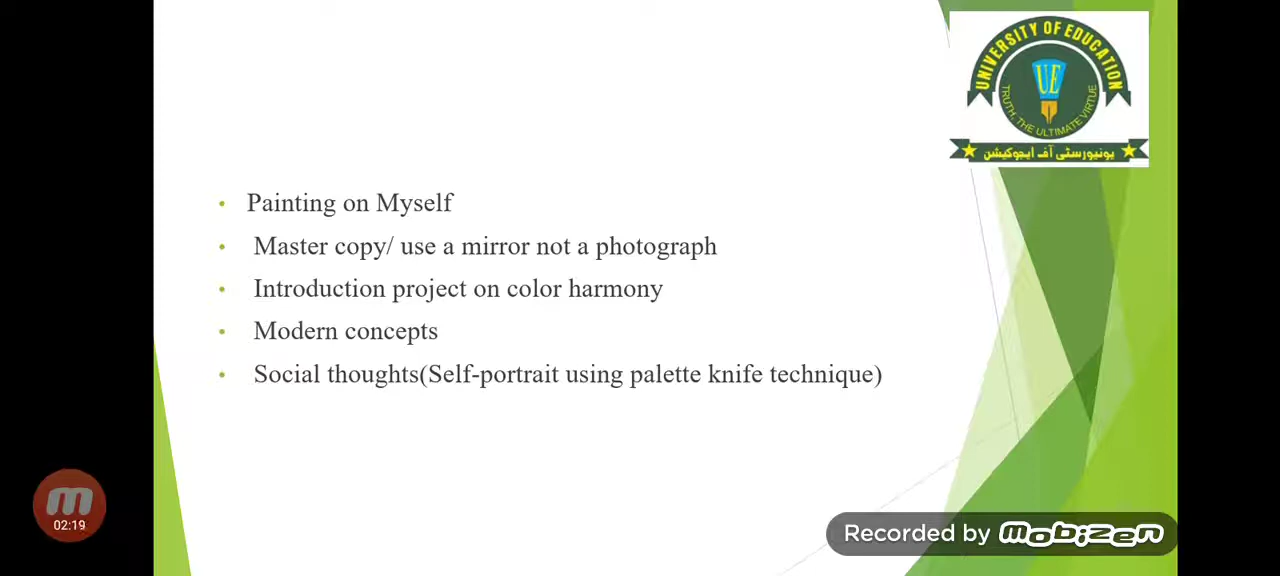 UNIVERSITY OF EDUCATION
UE
TRUTH, THE ULTIMATE VIRTUE
یونیورسٹی آف ایجوکیشن
• Painting on Myself
• Master copy/ use a mirror not a photograph
• Introduction project on color harmony
• Modern concepts
• Social thoughts(Self-portrait using palette knife technique)
02:19
Recorded by mobizen